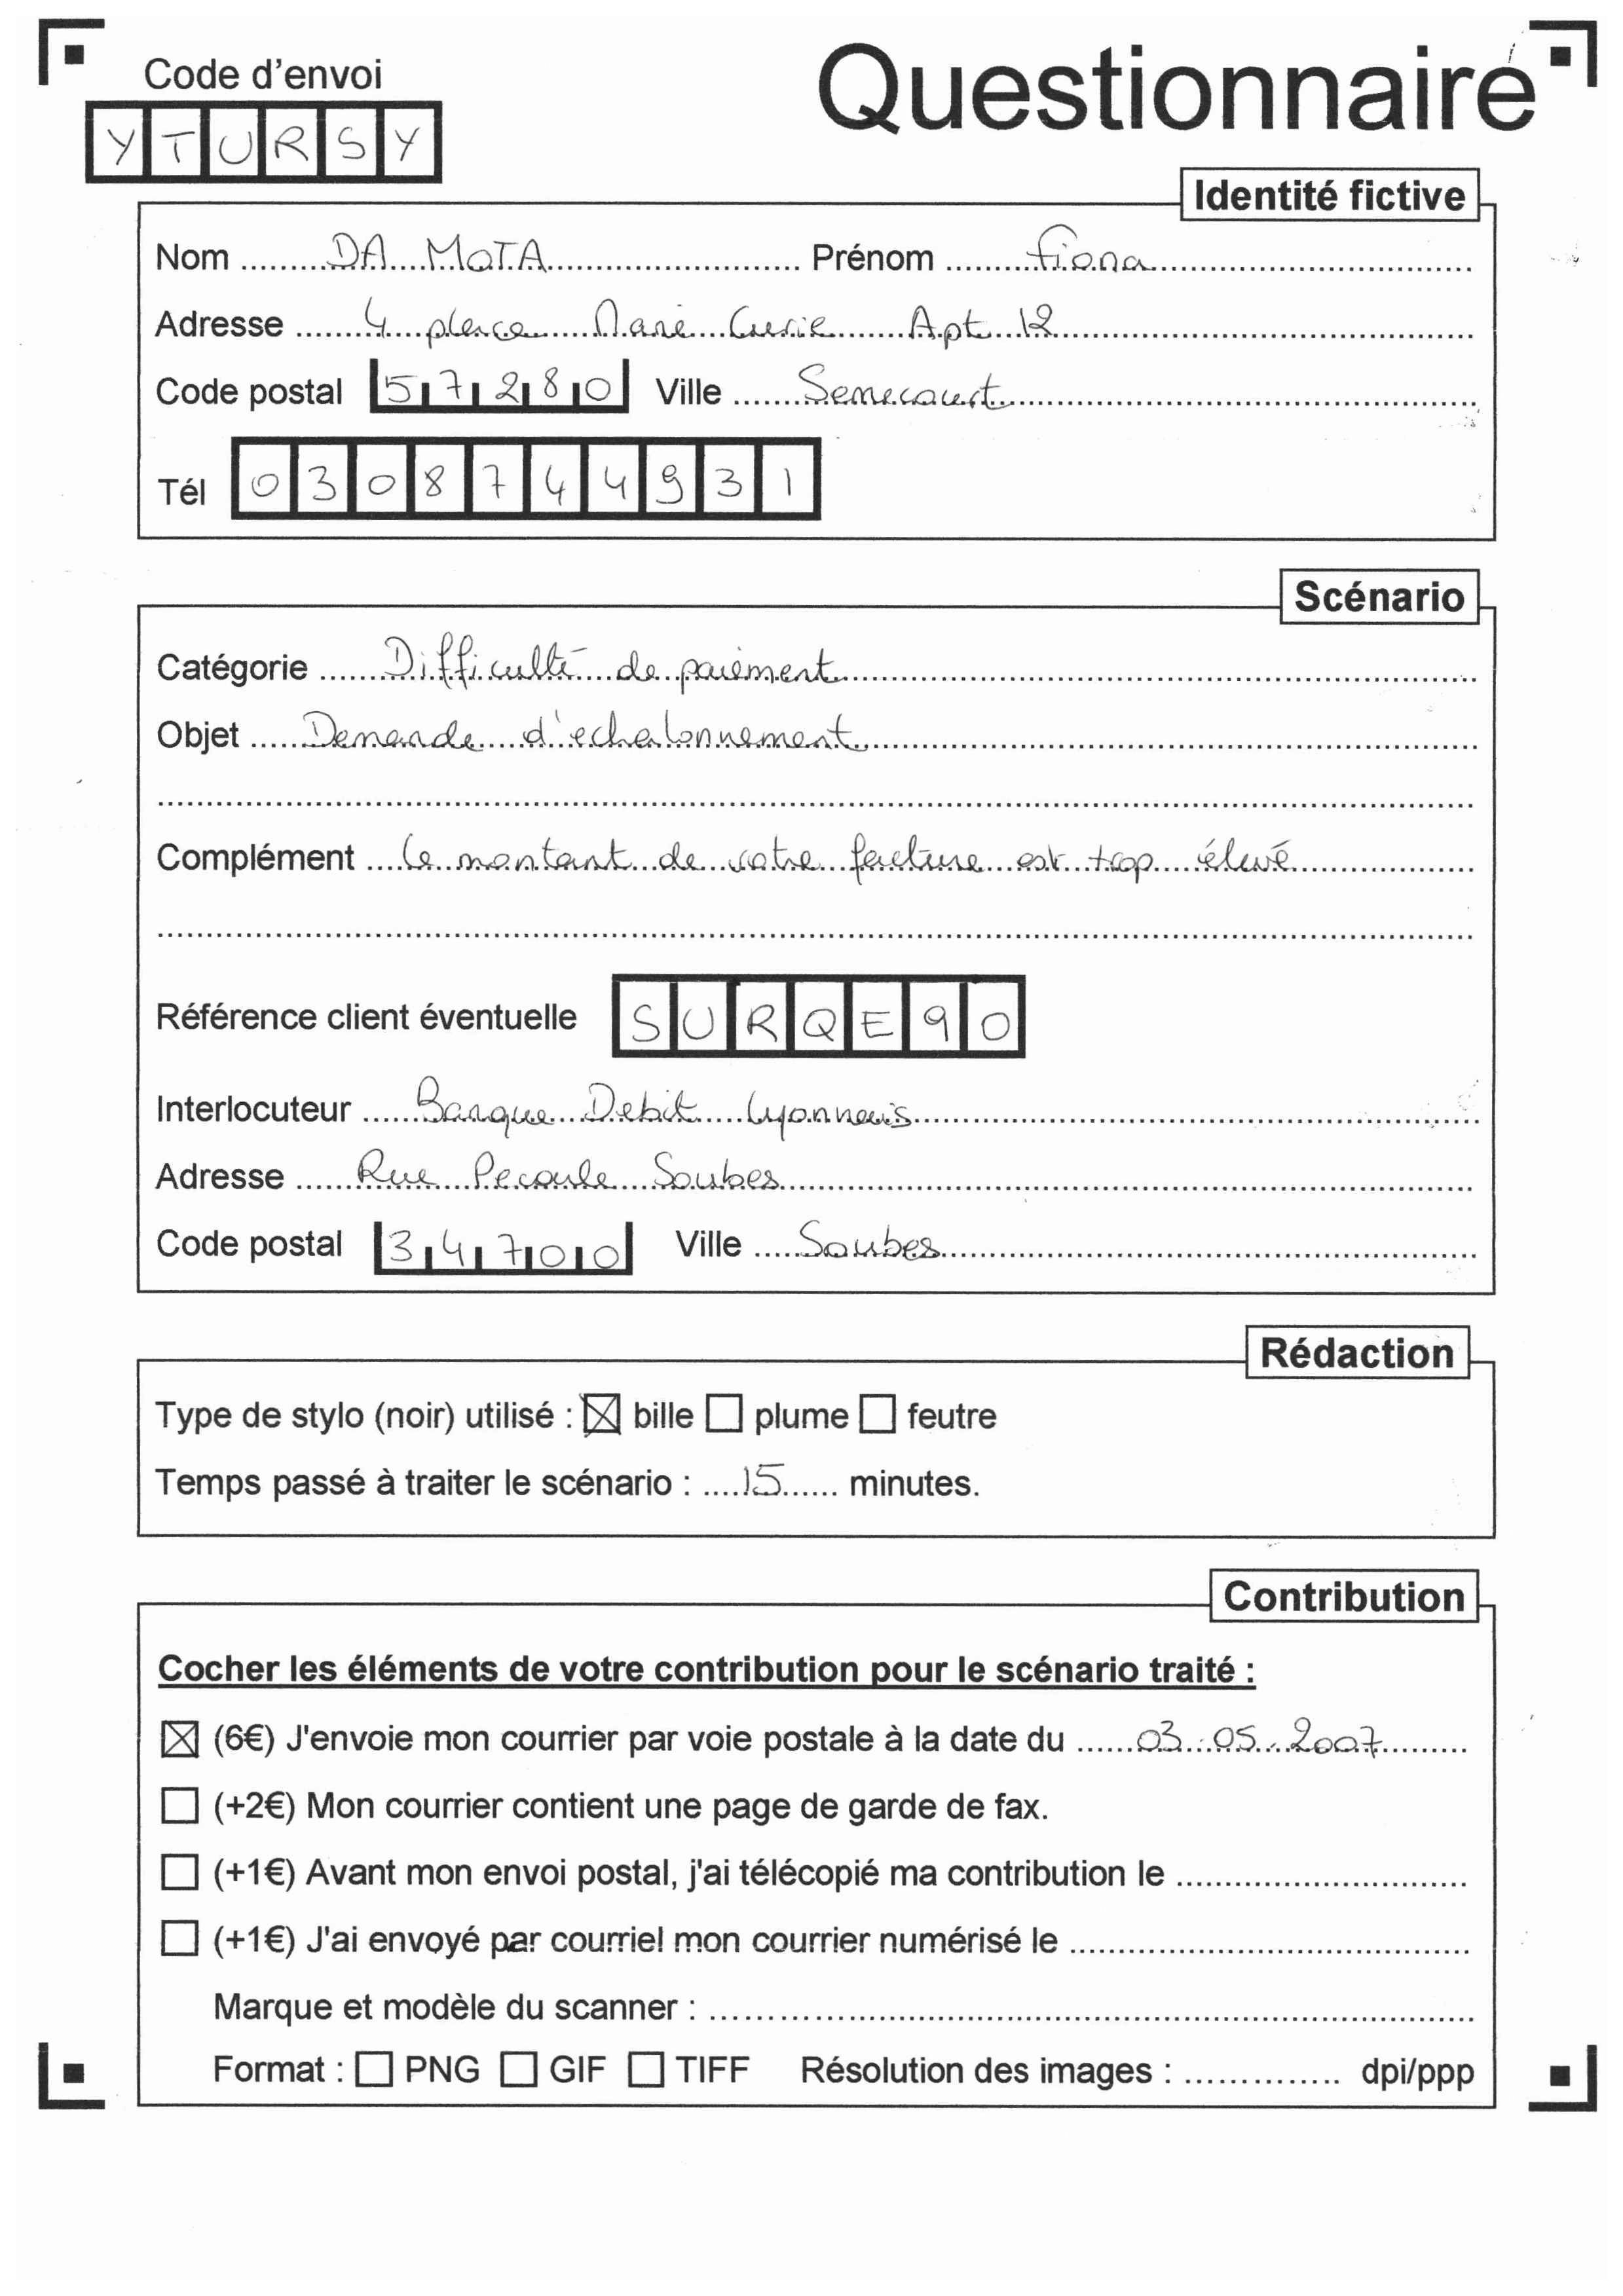 Code d'envoi
Questionnaire
YTURSY
Identité fictive
Nom DA MOTA Prénom Fiona
Adresse 4 place Marie Curie Apt 12
Code postal 57280 Ville Semecourt
Tél 0308744931
Scénario
Catégorie Difficulté de paiement
Objet Demande d'echelonnement
Complément Le montant de votre facture est trop élevé
Référence client éventuelle SURQE90
Interlocuteur Banque Debit Lyonnais
Adresse Rue Pecoule Soubes
Code postal 34700 Ville Soubes
Rédaction
Type de stylo (noir) utilisé : ☒ bille ☐ plume ☐ feutre
Temps passé à traiter le scénario : 15 minutes.
Contribution
Cocher les éléments de votre contribution pour le scénario traité :
☒ (6€) J'envoie mon courrier par voie postale à la date du 03.05.2007
☐ (+2€) Mon courrier contient une page de garde de fax.
☐ (+1€) Avant mon envoi postal, j'ai télécopié ma contribution le
☐ (+1€) J'ai envoyé par courriel mon courrier numérisé le
Marque et modèle du scanner :
Format : ☐ PNG ☐ GIF ☐ TIFF Résolution des images : dpi/ppp